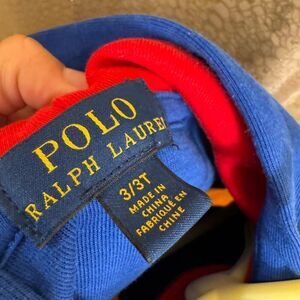 POLO
RALPH LAUREN
3/3T
MADE IN
CHINA
FABRIQUÉ EN
CHINE